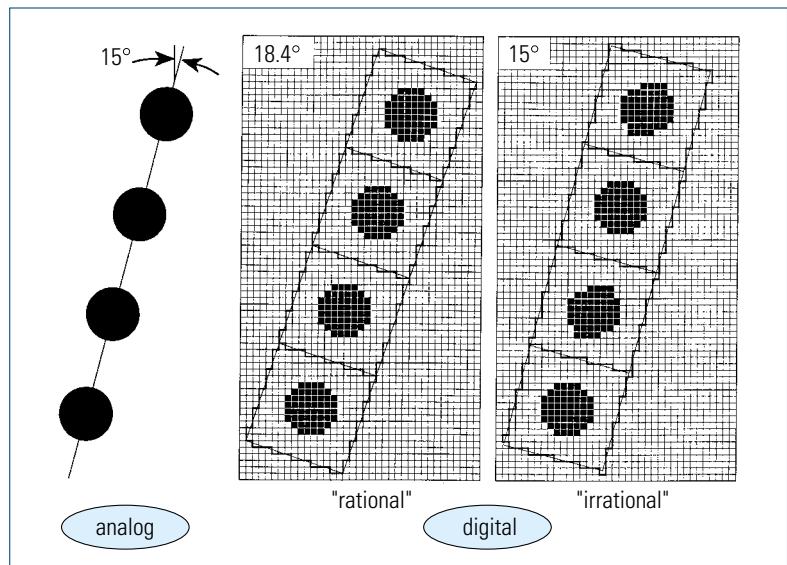 15°
18.4°
15°
"rational"
"irrational"
analog
digital